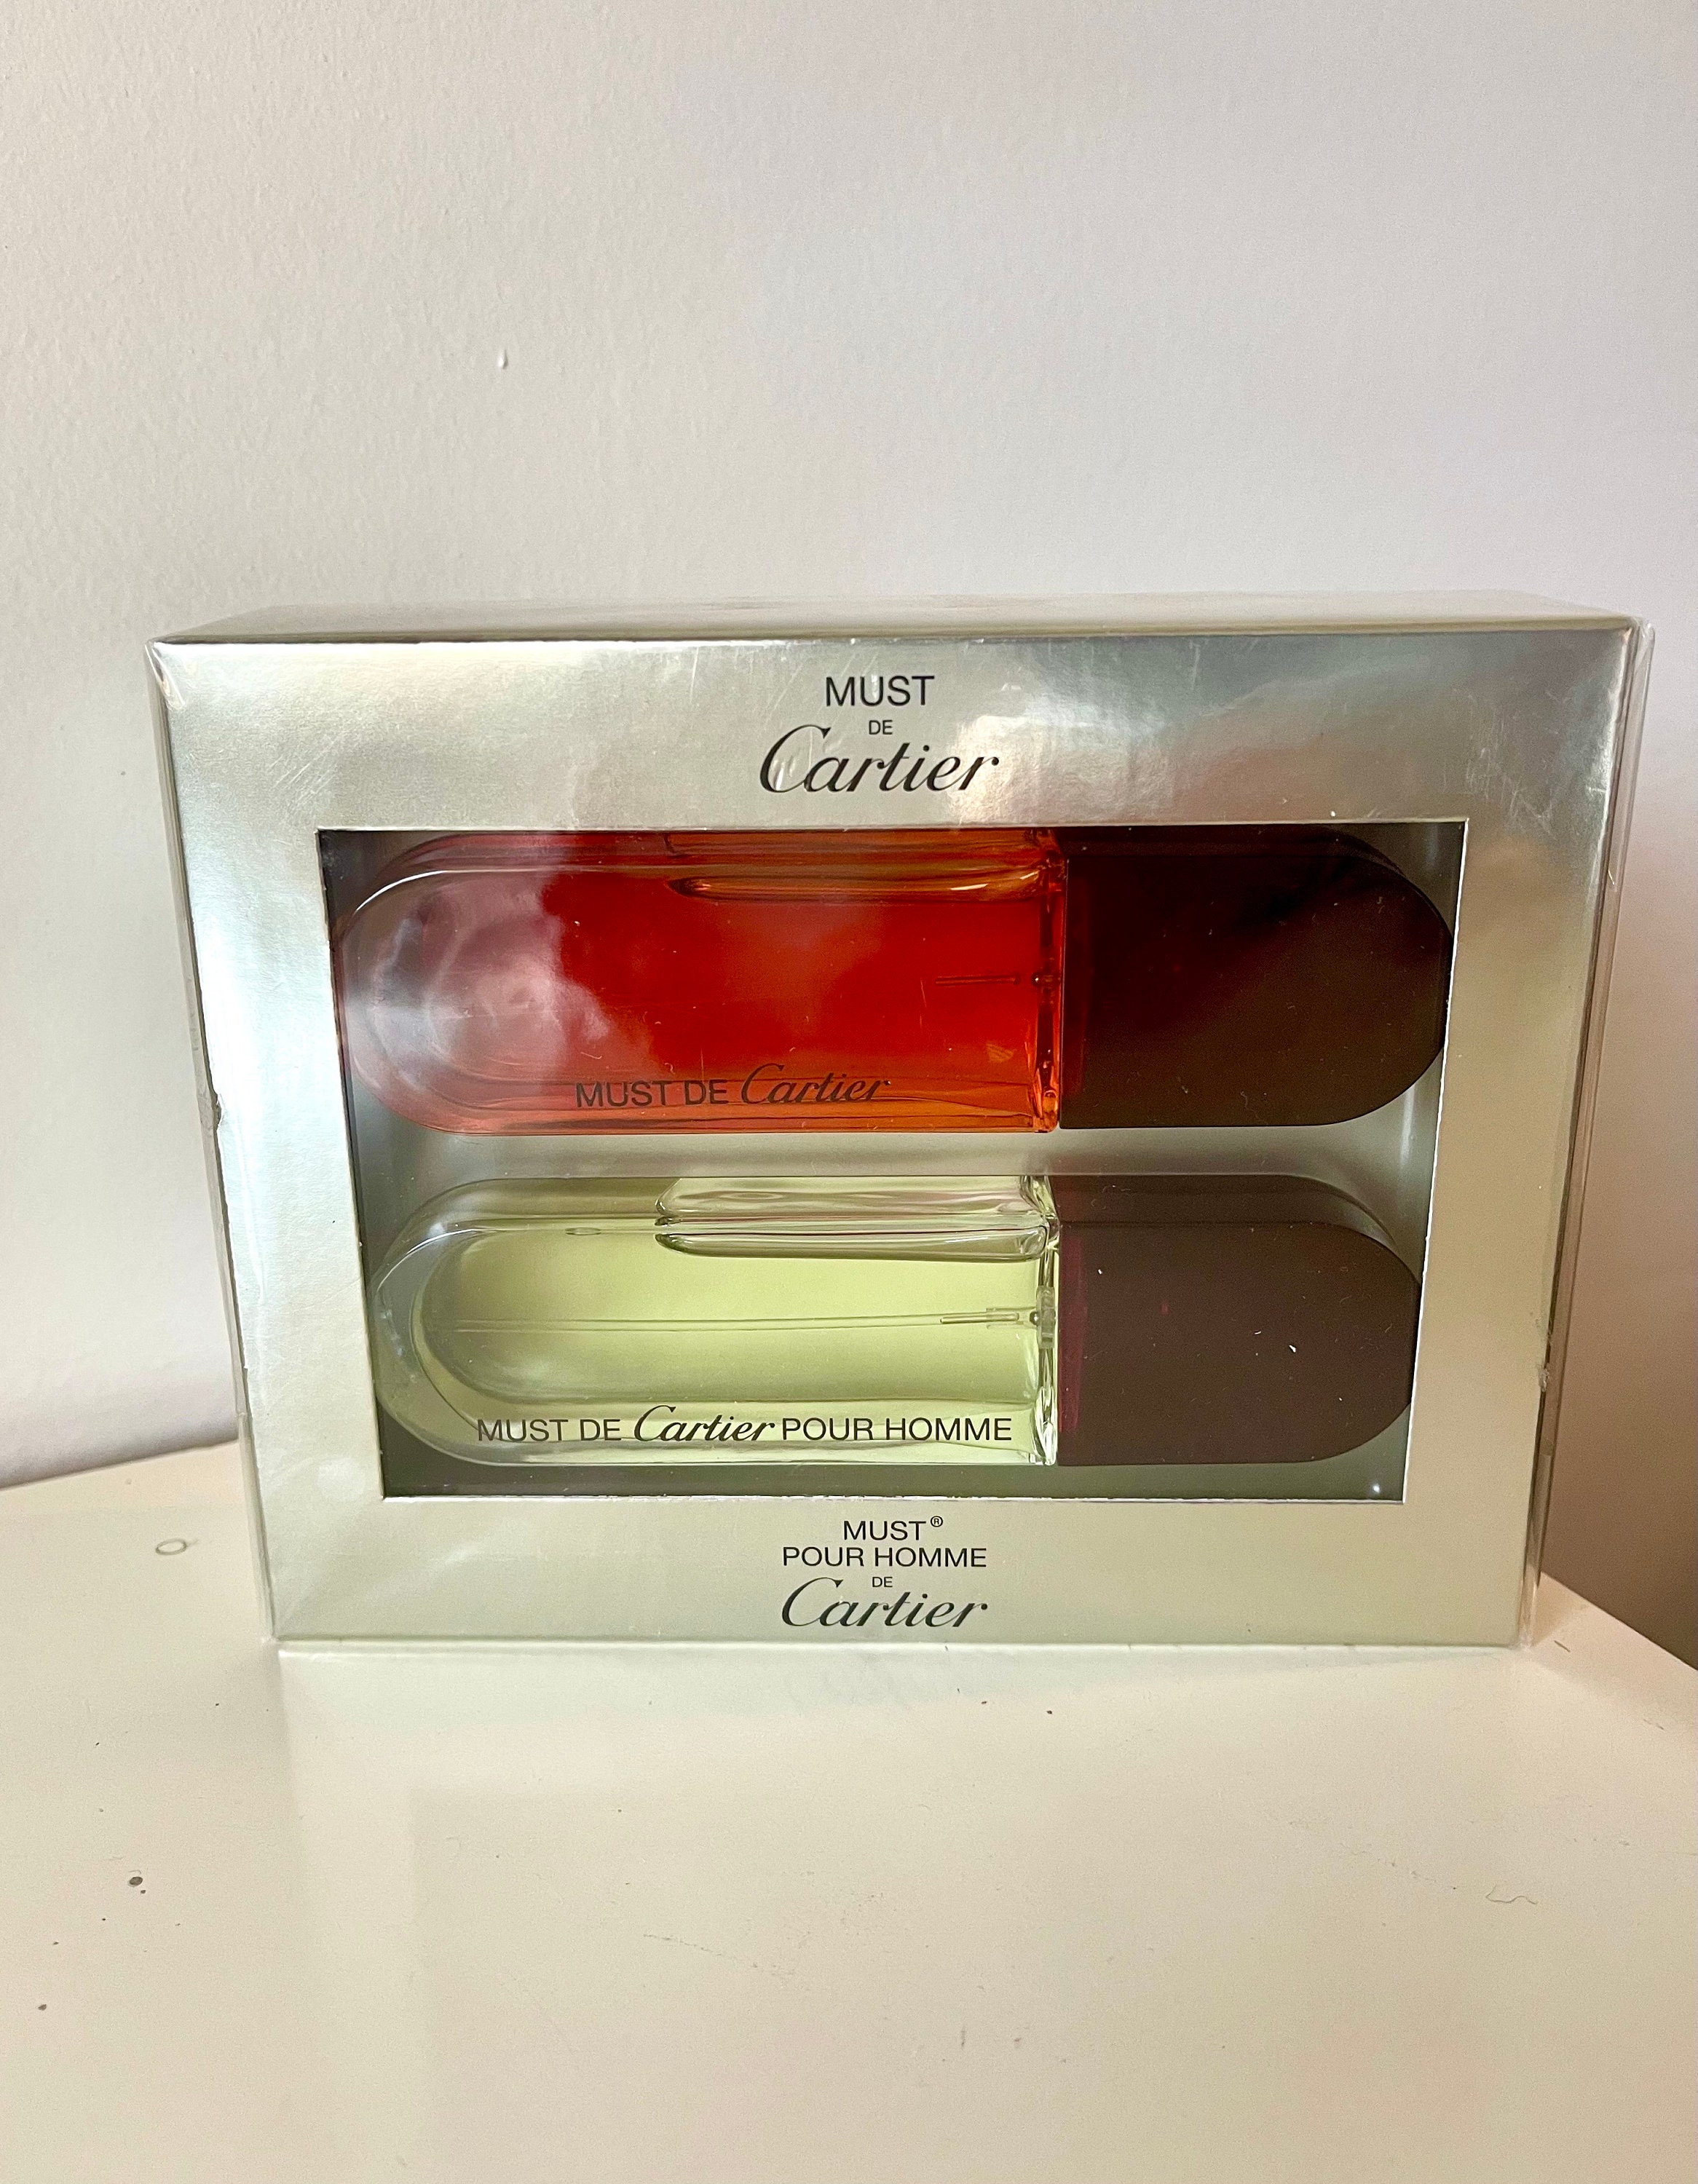 MUST
DE
Cartier
MUST DE Cartier
MUST DE Cartier POUR HOMME
MUST®
POUR HOMME
DE
Cartier